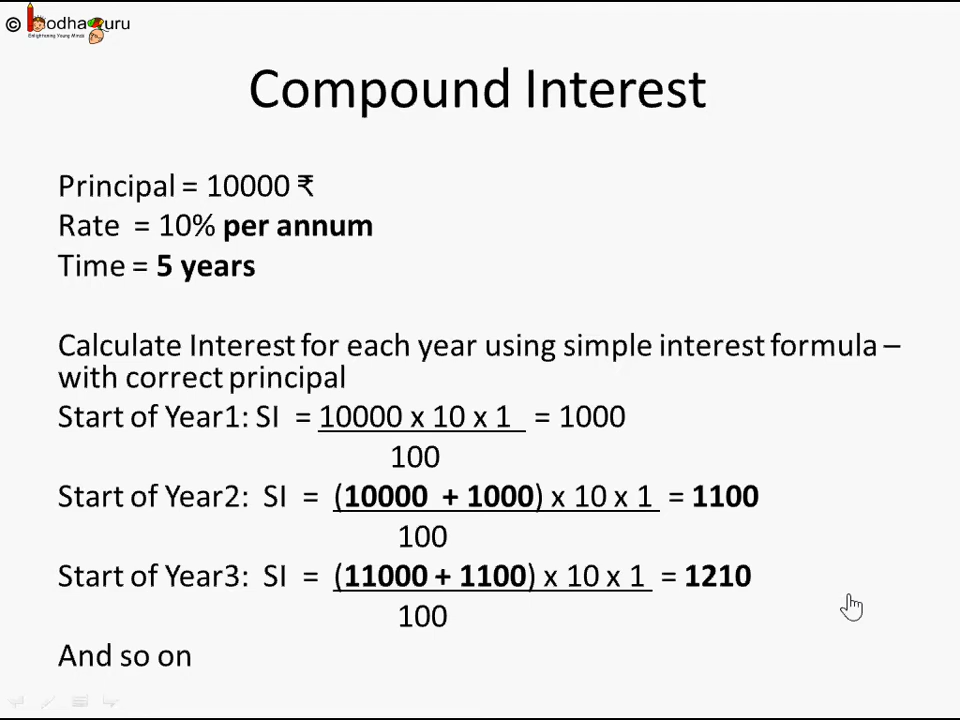 © BodhaGuru
Enlightening Young Minds
Compound Interest
Principal = 10000 ₹
Rate = 10% per annum
Time = 5 years
Calculate Interest for each year using simple interest formula –
with correct principal
Start of Year1: SI = 10000 x 10 x 1 = 1000
100
Start of Year2: SI = (10000 + 1000) x 10 x 1 = 1100
100
Start of Year3: SI = (11000 + 1100) x 10 x 1 = 1210
100
And so on